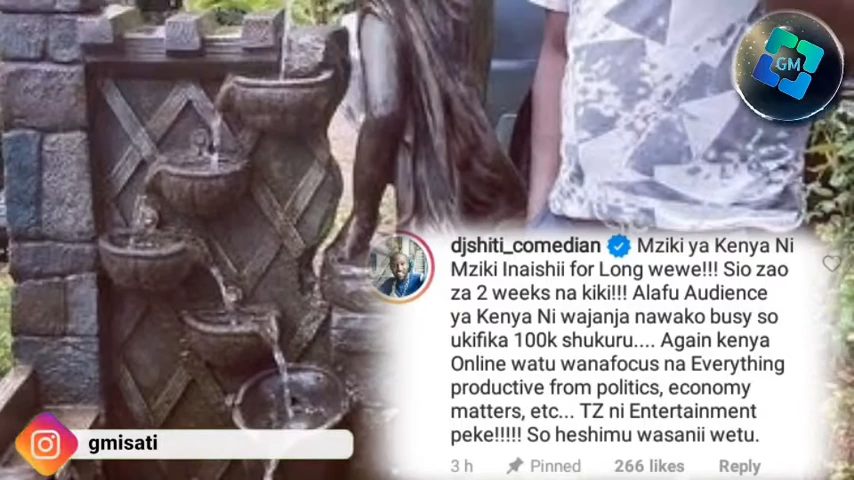 GM
djshiti_comedian Mziki ya Kenya Ni
Mziki Inaishii for Long wewe!!! Sio zao
za 2 weeks na kiki!!! Alafu Audience
ya Kenya Ni wajanja nawako busy so
ukifika 100k shukuru.... Again kenya
Online watu wanafocus na Everything
productive from politics, economy
matters, etc... TZ ni Entertainment
peke!!!!! So heshimu wasanii wetu.
3 h Pinned 266 likes Reply
gmisati